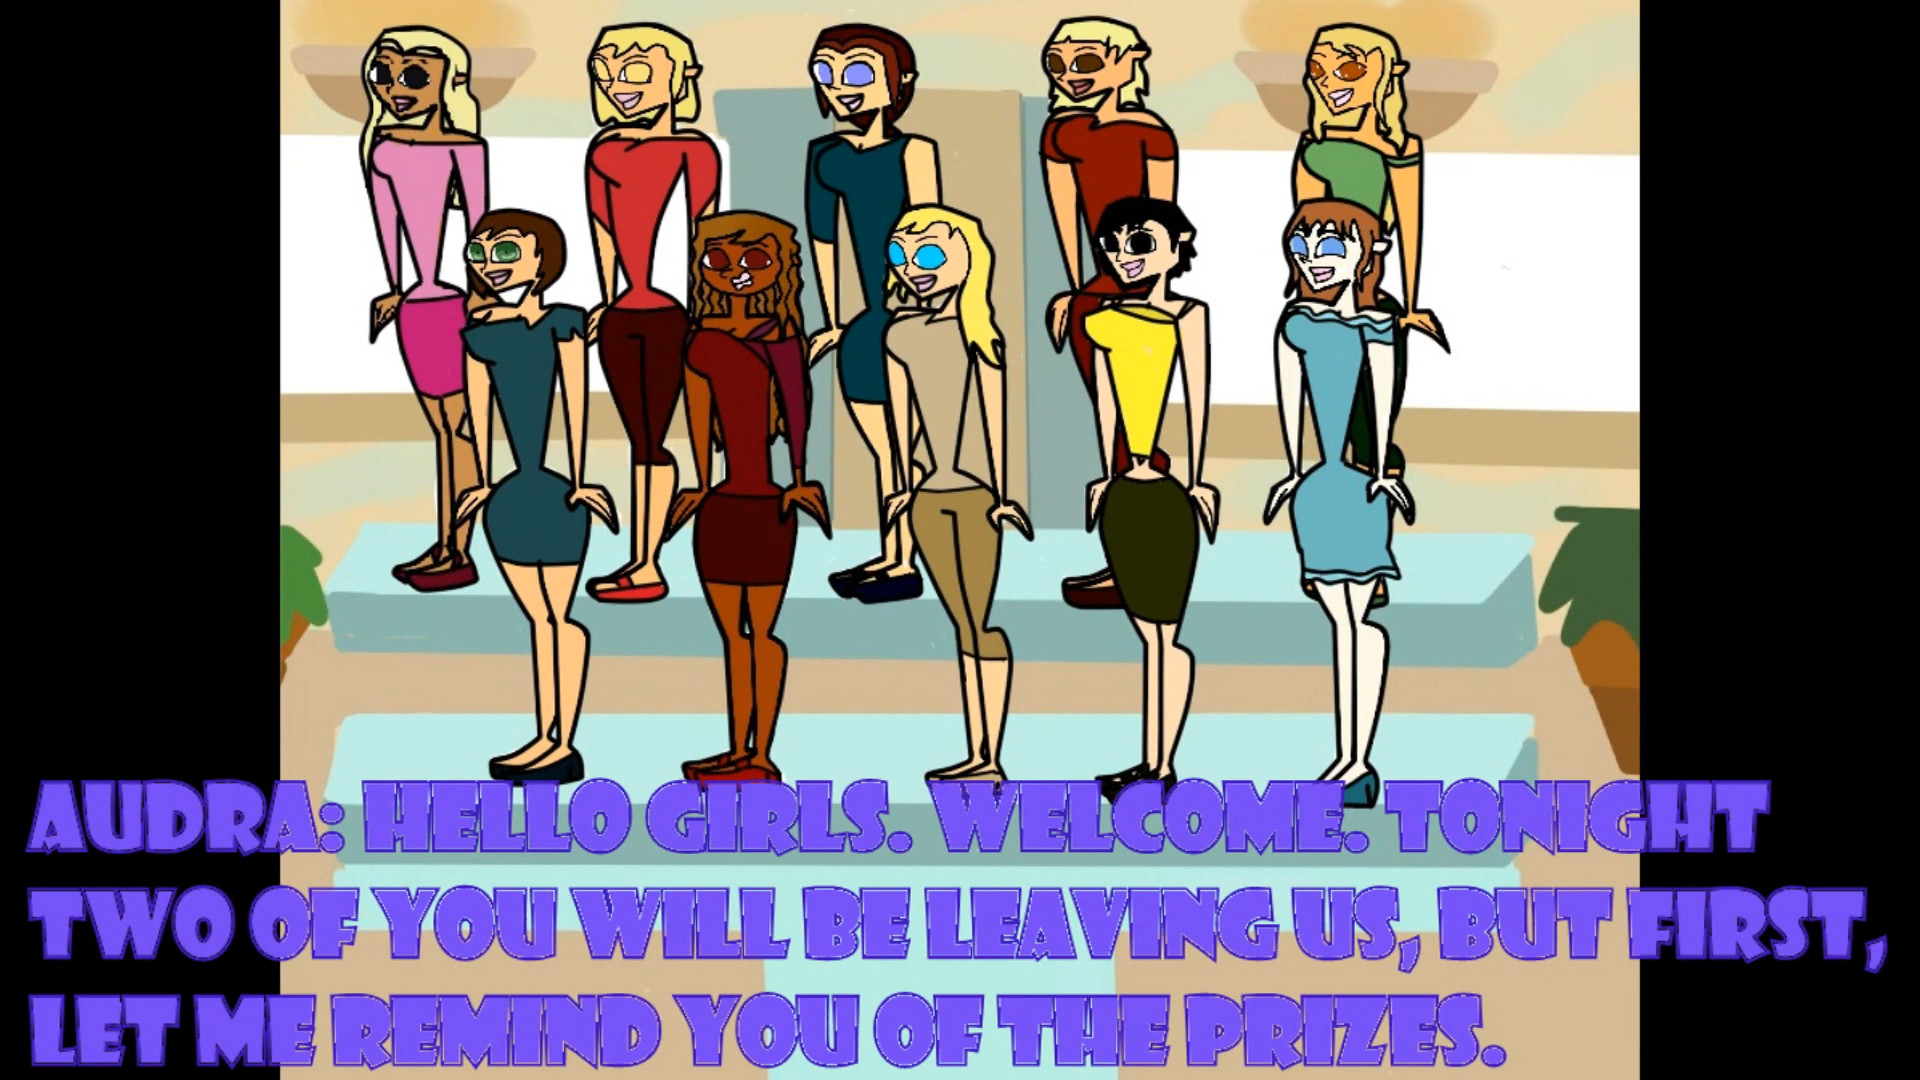 AUDRA: HELLO GIRLS. WELCOME. TONIGHT
TWO OF YOU WILL BE LEAVING US, BUT FIRST,
LET ME REMIND YOU OF THE PRIZES.